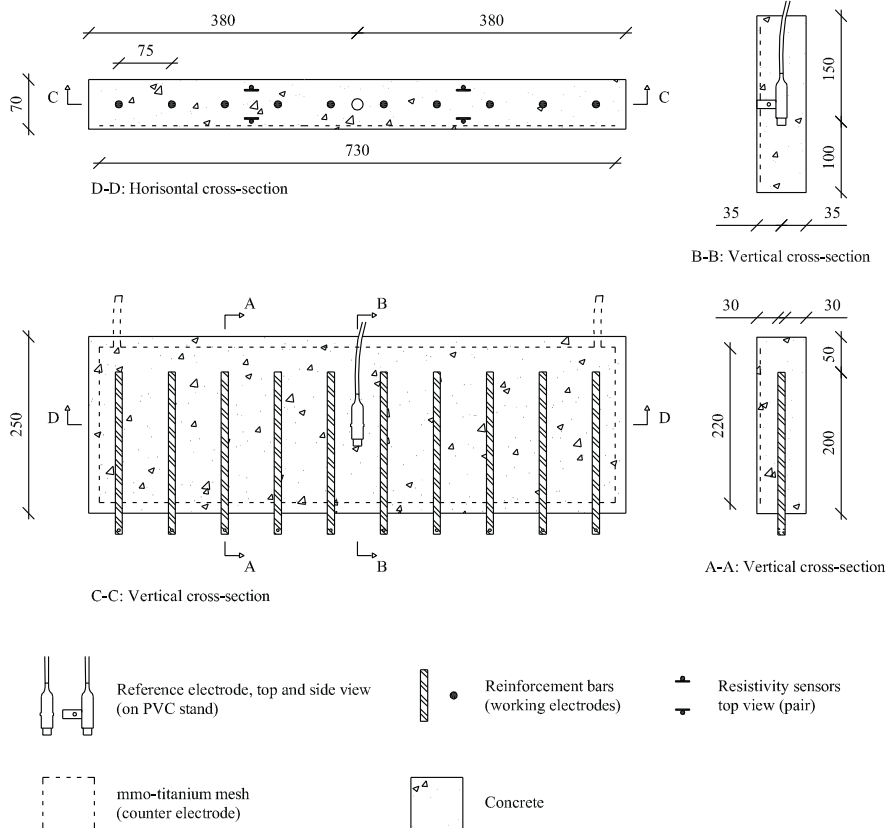 380
380
75
C
C
70
730
D-D: Horisontal cross-section
150
100
35
35
B-B: Vertical cross-section
A
B
250
D
D
A
B
C-C: Vertical cross-section
30
30
50
220
200
A-A: Vertical cross-section
Reference electrode, top and side view
(on PVC stand)
Reinforcement bars
(working electrodes)
Resistivity sensors
top view (pair)
mmo-titanium mesh
(counter electrode)
Concrete